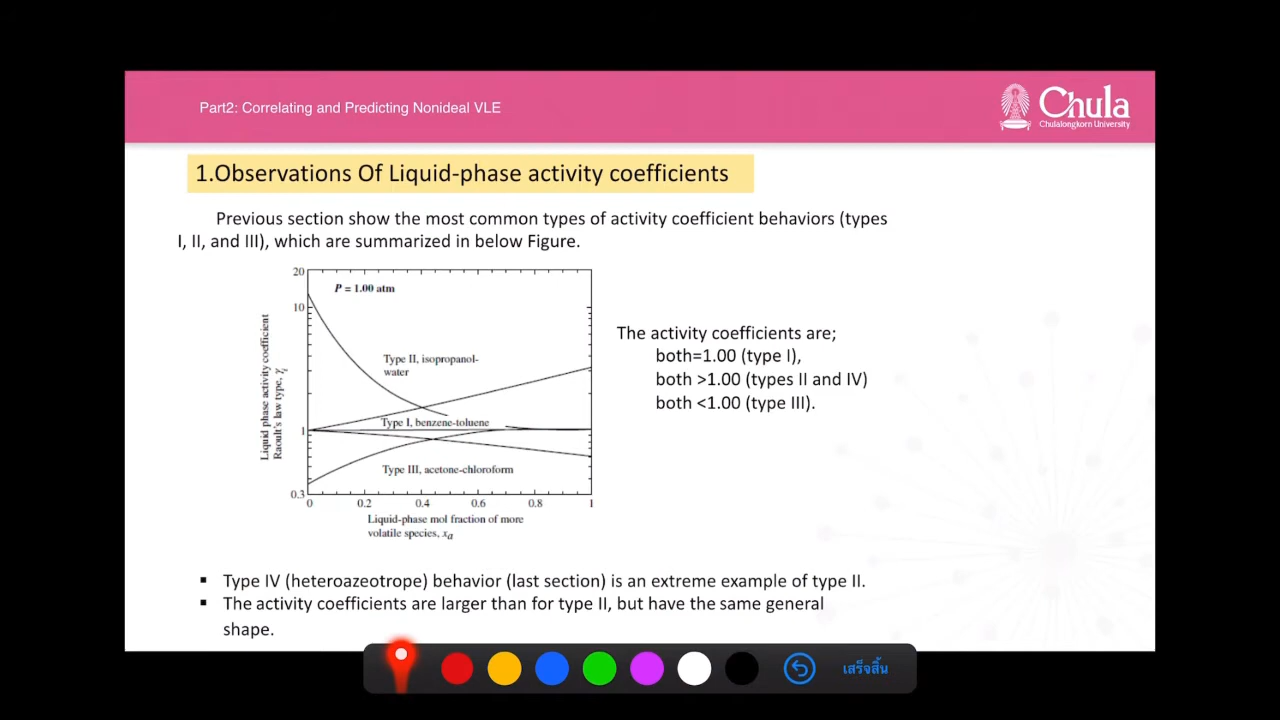 Part2: Correlating and Predicting Nonideal VLE
Chula
Chulalongkorn University
1.Observations Of Liquid-phase activity coefficients
Previous section show the most common types of activity coefficient behaviors (types
I, II, and III), which are summarized in below Figure.
20
10
1
0.3
Liquid phase activity coefficient
Raoult's law type, γi
P = 1.00 atm
Type II, isopropanol-
water
Type I, benzene-toluene
Type III, acetone-chloroform
0 0.2 0.4 0.6 0.8 1
Liquid-phase mol fraction of more
volatile species, xa
The activity coefficients are;
both=1.00 (type I),
both >1.00 (types II and IV)
both <1.00 (type III).
▪ Type IV (heteroazeotrope) behavior (last section) is an extreme example of type II.
▪ The activity coefficients are larger than for type II, but have the same general
shape.
เสร็จสิ้น